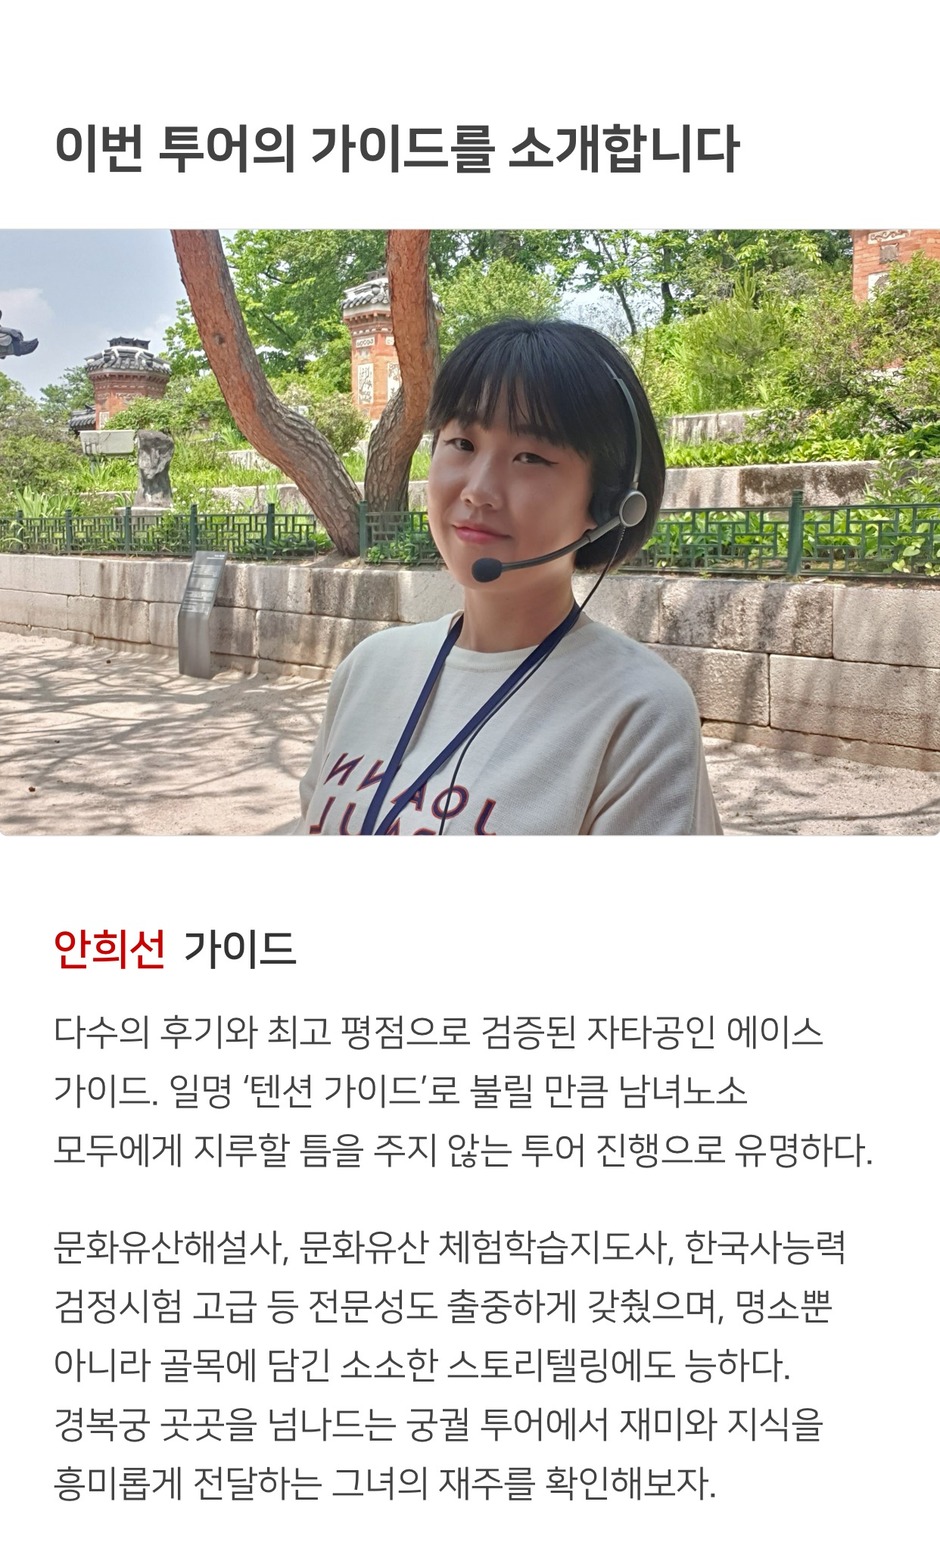 이번 투어의 가이드를 소개합니다
JOANN
안희선 가이드
다수의 후기와 최고 평점으로 검증된 자타공인 에이스
가이드. 일명 ‘텐션 가이드’로 불릴 만큼 남녀노소
모두에게 지루할 틈을 주지 않는 투어 진행으로 유명하다.
문화유산해설사, 문화유산 체험학습지도사, 한국사능력
검정시험 고급 등 전문성도 출중하게 갖췄으며, 명소뿐
아니라 골목에 담긴 소소한 스토리텔링에도 능하다.
경복궁 곳곳을 넘나드는 궁궐 투어에서 재미와 지식을
흥미롭게 전달하는 그녀의 재주를 확인해보자.